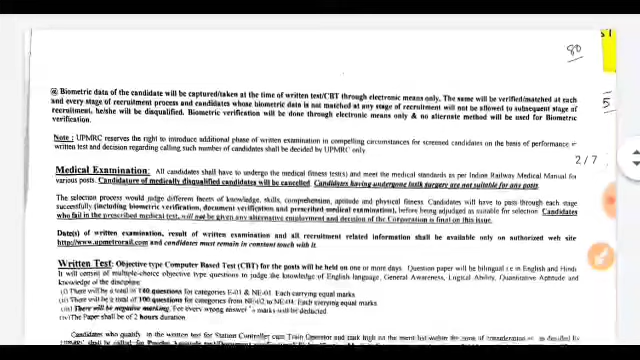 80
5
2/7
@ Biometric data of the candidate will be captured/taken at the time of written test/CBT through electronic means only. The same will be verified/matched at each
and every stage of recruitment process and candidates whose biometric data is not matched at any stage of recruitment will not be allowed to subsequent stage of
recruitment, he/she will be disqualified. Biometric verification will be done through electronic means only & no alternate method will be used for Biometric
verification.
Note : UPMRC reserves the right to introduce additional phase of written examination in compelling circumstances for screened candidates on the basis of performance in
written test and decision regarding calling such number of candidates shall be decided by UPMRC only.
Medical Examination: All candidates shall have to undergo the medical fitness test(s) and meet the medical standards as per Indian Railway Medical Manual for
various posts. Candidature of medically disqualified candidates will be cancelled. Candidates having undergone lasik surgery are not suitable for any posts.
The selection process would judge different facets of knowledge, skills, comprehension, aptitude and physical fitness. Candidates will have to pass through each stage
successfully (including biometric verification, document verification and prescribed medical examination), before being adjudged as suitable for selection. Candidates
who fail in the prescribed medical test, will not be given any alternative employment and decision of the Corporation is final on this issue.
Date(s) of written examination, result of written examination and all recruitment related information shall be available only on authorized web site
http://www.upmetrorail.com and candidates must remain in constant touch with it.
Written Test: Objective type Computer Based Test (CBT) for the posts will be held on one or more days. Question paper will be bilingual i.e in English and Hindi
It will consist of multiple-choice objective type questions to judge the knowledge of English language, General Awareness, Logical Ability, Quantitative Aptitude and
knowledge of the discipline
(i) There will be a total of 140 questions for categories E-01 & NE-01. Each carrying equal marks
(ii) There will be a total of 100 questions for categories from Each carrying equal marks
(iii) There will be negative marking. For every wrong answer marks will be deducted
(iv) The Paper shall be of 2 hours duration
Candidates who qualify in the written test for Station Controller cum Train Operator and rank high on the merit list within the zone of consideration as decided by